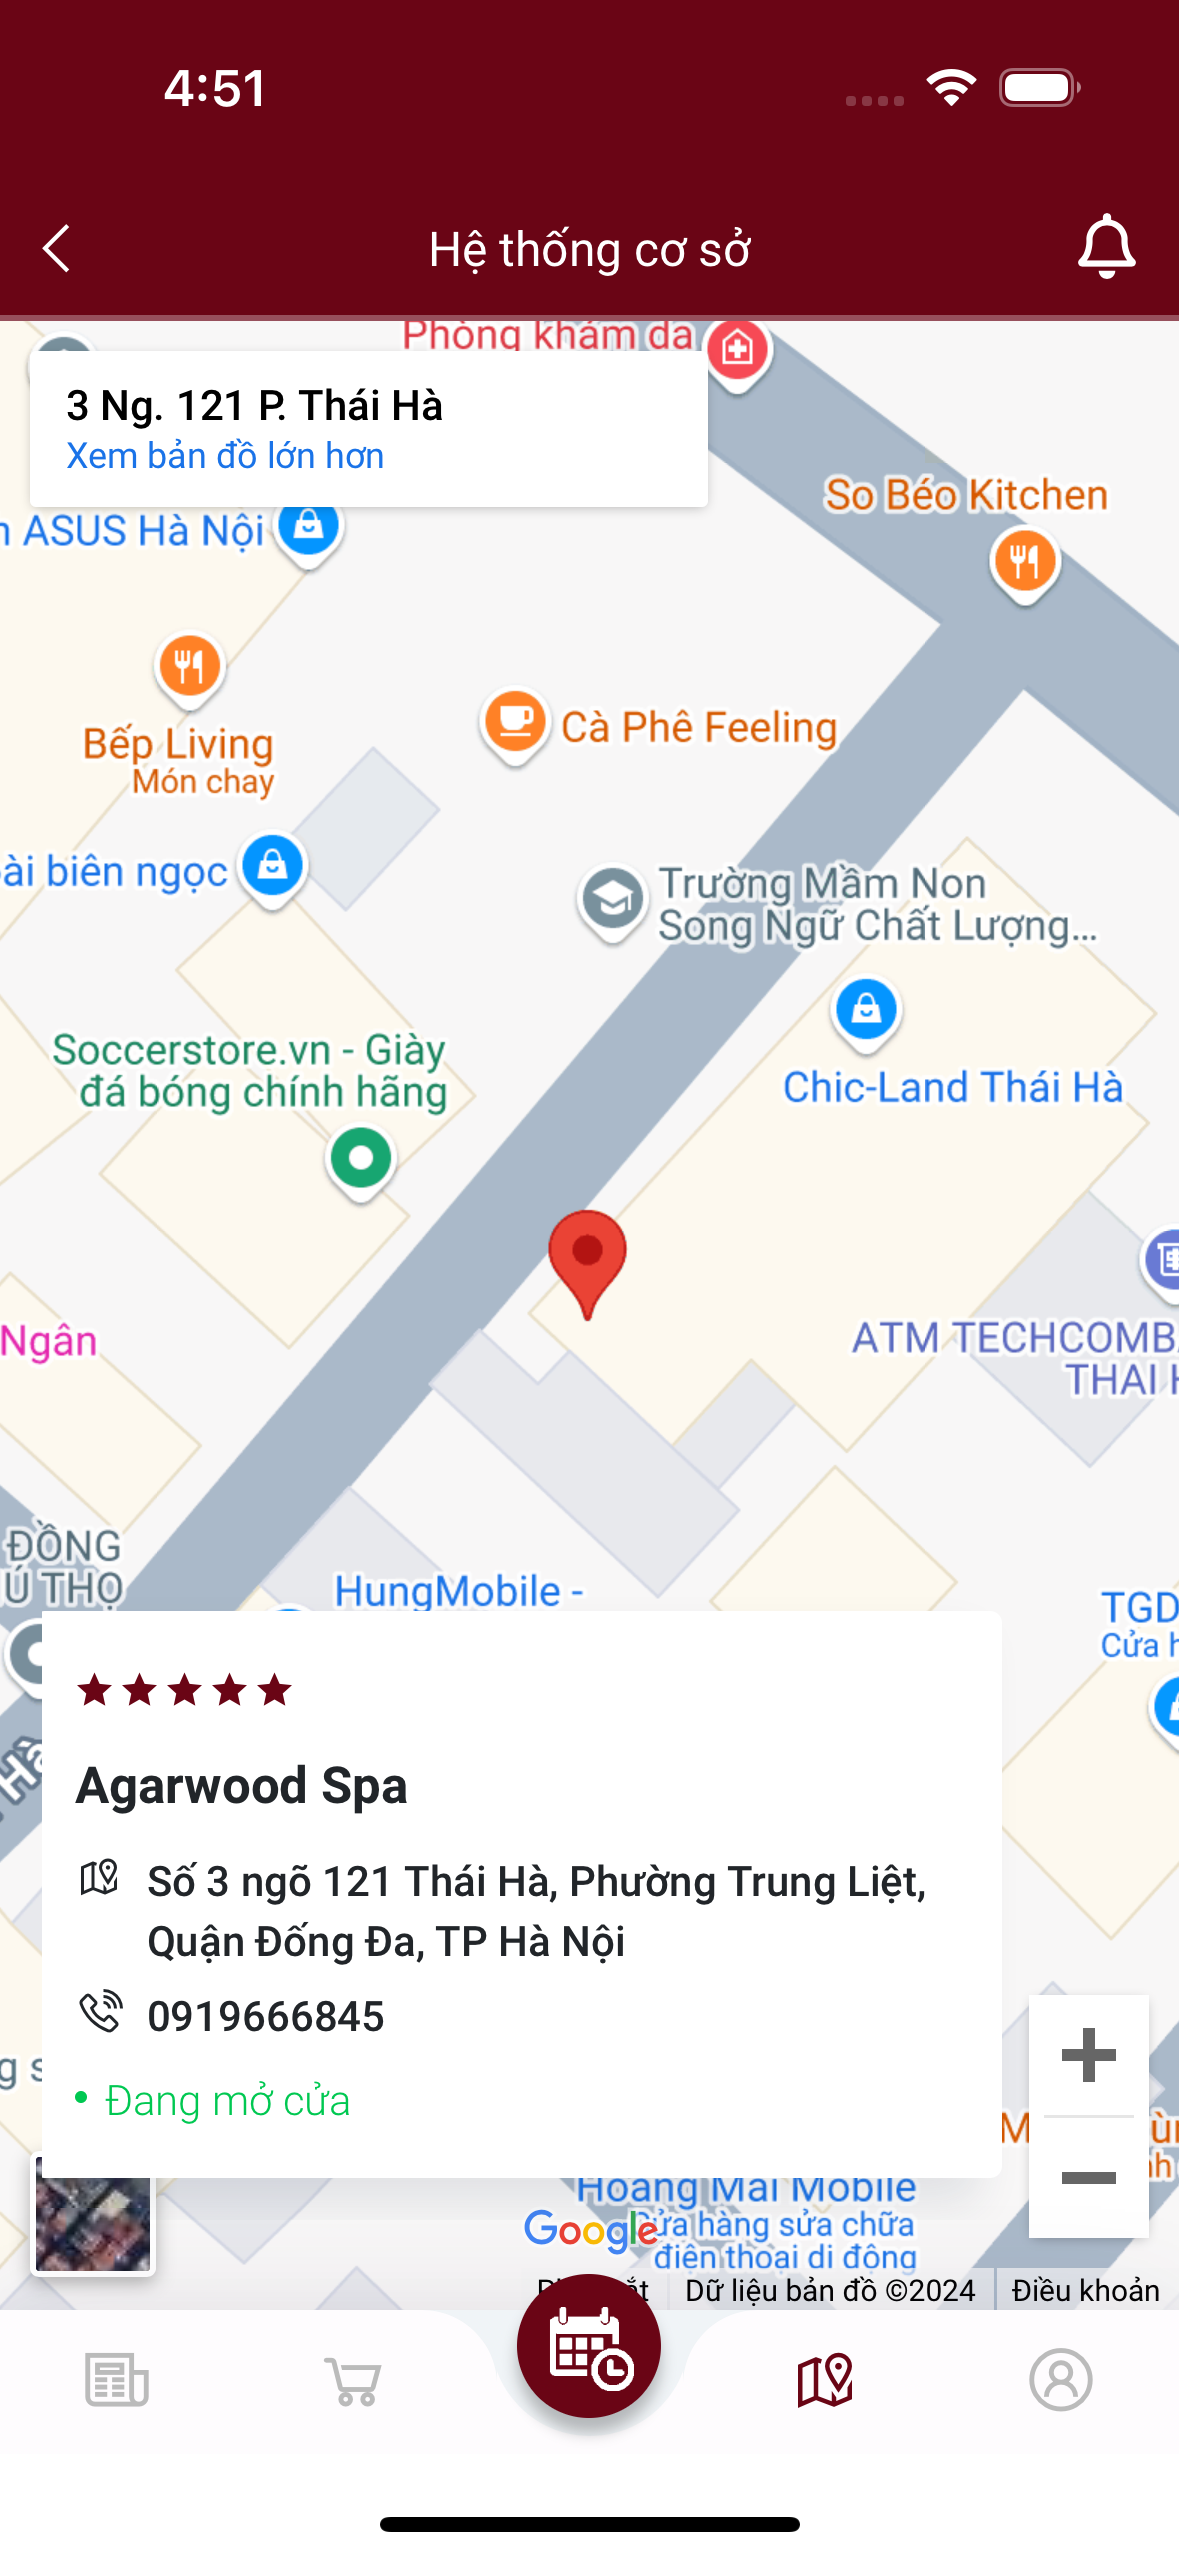 4:51
Hệ thống cơ sở
Phòng khám da
3 Ng. 121 P. Thái Hà
Xem bản đồ lớn hơn
ASUS Hà Nội
So Béo Kitchen
Bếp Living
Món chay
Cà Phê Feeling
biên ngọc
Trường Mầm Non
Song Ngữ Chất Lượng...
Chic-Land Thái Hà
Soccerstore.vn - Giày
đá bóng chính hãng
Ngân
ATM TECHCOMB
THAI
ĐỒNG
THỌ
HungMobile -
TGD
Cửa
Agarwood Spa
Số 3 ngõ 121 Thái Hà, Phường Trung Liệt,
Quận Đống Đa, TP Hà Nội
0919666845
Đang mở cửa
Hoàng Mai Mobile
Cửa hàng sửa chữa
điện thoại di động
Google
Dữ liệu bản đồ ©2024
Điều khoản